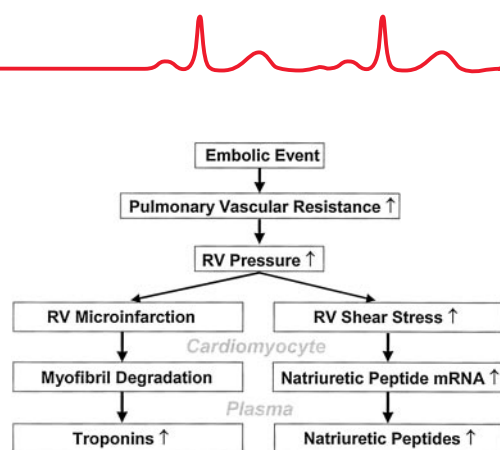 Embolic Event
Pulmonary Vascular Resistance ↑
RV Pressure ↑
RV Microinfarction
RV Shear Stress ↑
Cardiomyocyte
Myofibril Degradation
Natriuretic Peptide mRNA ↑
Plasma
Troponins ↑
Natriuretic Peptides ↑